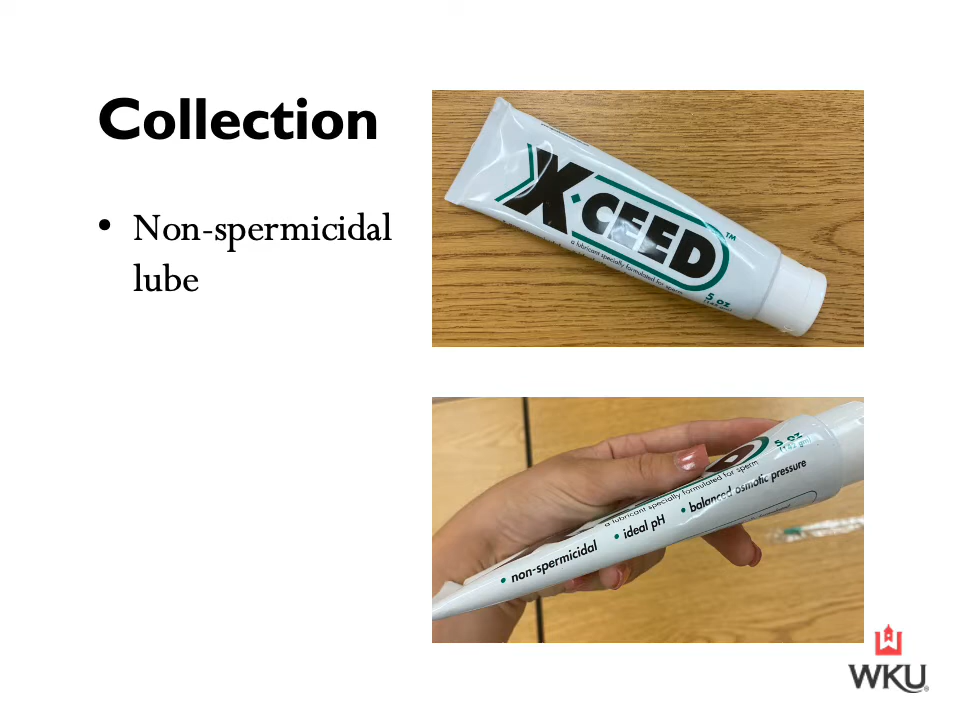 Collection
• Non-spermicidal
lube
X-CEED™
a lubricant specially formulated for sperm
5 oz
5 oz
a lubricant specially formulated for sperm
• non-spermicidal • ideal pH • balanced osmotic pressure
WKU®